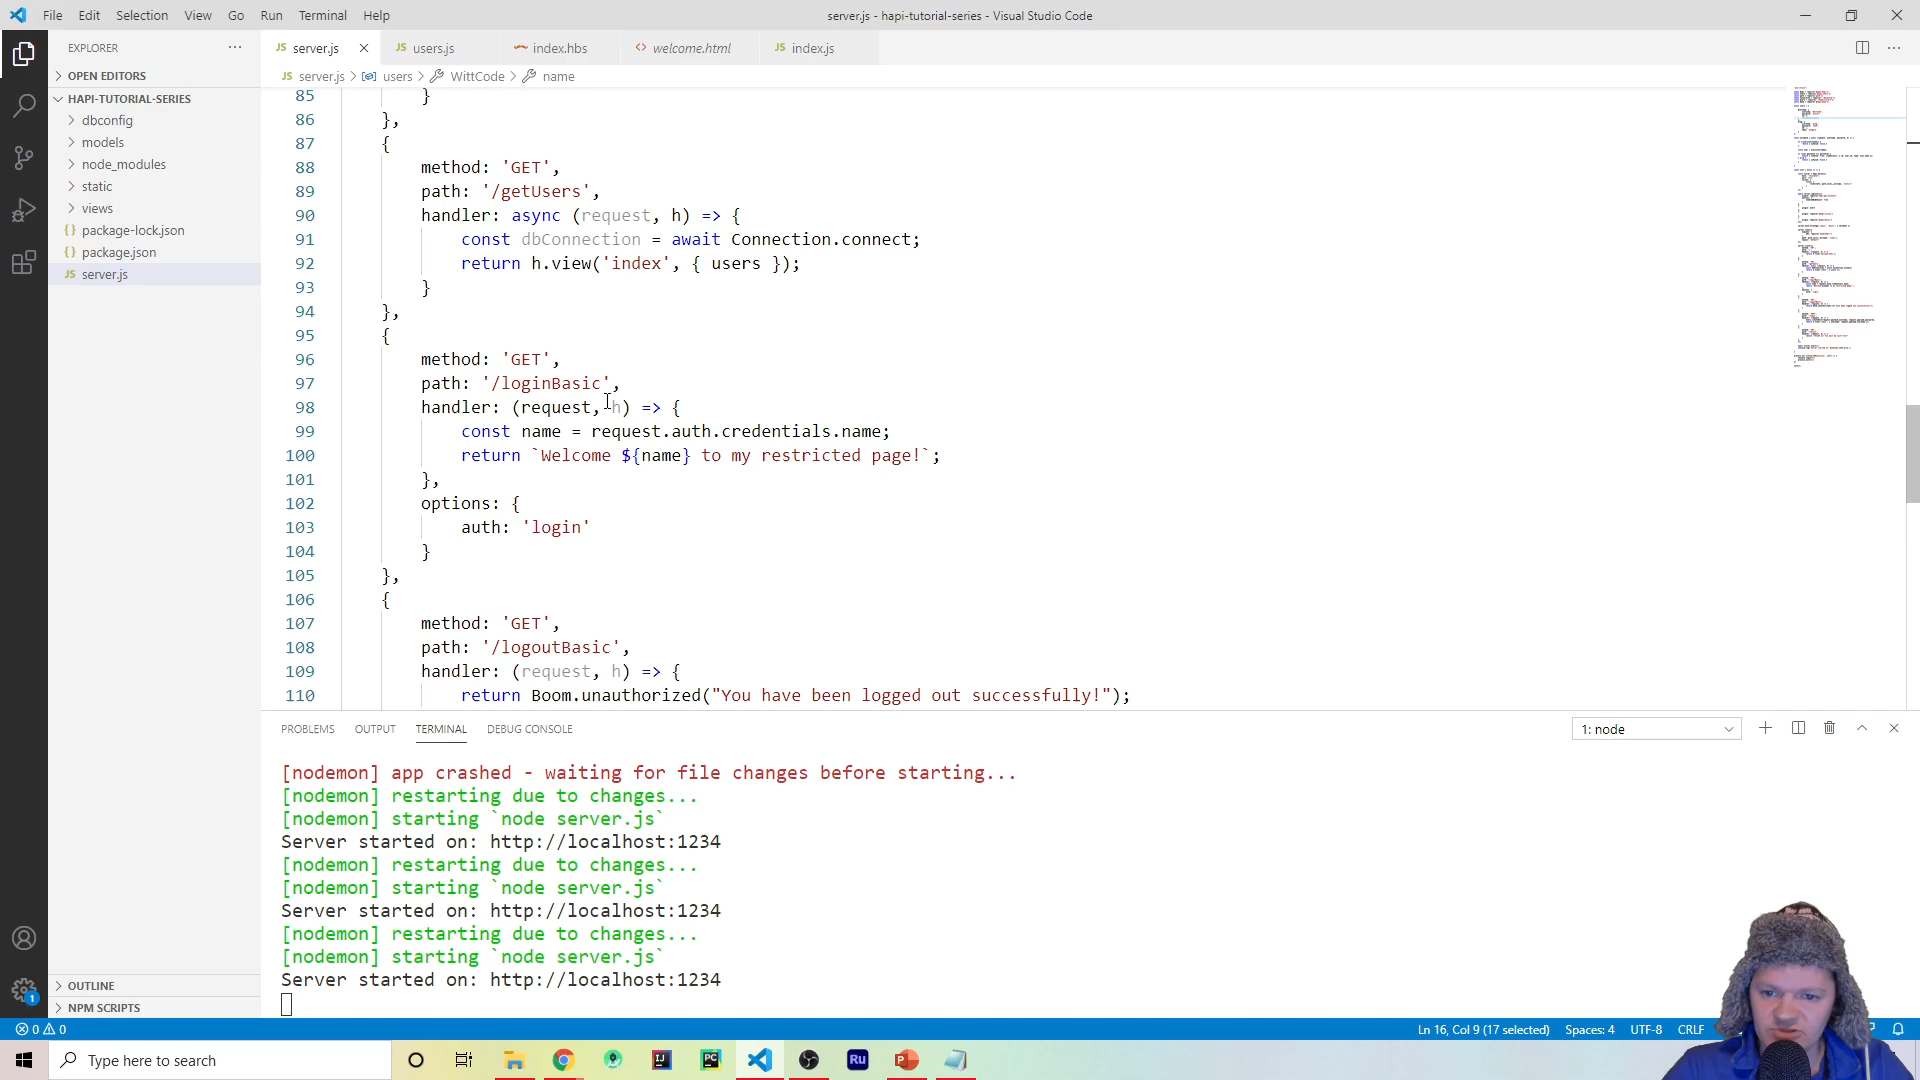 File Edit Selection View Go Run Terminal Help
server.js - hapi-tutorial-series - Visual Studio Code
EXPLORER
OPEN EDITORS
HAPI-TUTORIAL-SERIES
dbconfig
models
node_modules
static
views
package-lock.json
package.json
JS server.js
OUTLINE
NPM SCRIPTS
JS server.js
JS users.js
index.hbs
welcome.html
JS index.js
JS server.js > users > WittCode > name
85 }
86 },
87 {
88 method: 'GET',
89 path: '/getUsers',
90 handler: async (request, h) => {
91 const dbConnection = await Connection.connect;
92 return h.view('index', { users });
93 }
94 },
95 {
96 method: 'GET',
97 path: '/loginBasic',
98 handler: (request, h) => {
99 const name = request.auth.credentials.name;
100 return `Welcome ${name} to my restricted page!`;
101 },
102 options: {
103 auth: 'login'
104 }
105 },
106 {
107 method: 'GET',
108 path: '/logoutBasic',
109 handler: (request, h) => {
110 return Boom.unauthorized("You have been logged out successfully!");
PROBLEMS OUTPUT TERMINAL DEBUG CONSOLE
1: node
[nodemon] app crashed - waiting for file changes before starting...
[nodemon] restarting due to changes...
[nodemon] starting `node server.js`
Server started on: http://localhost:1234
[nodemon] restarting due to changes...
[nodemon] starting `node server.js`
Server started on: http://localhost:1234
[nodemon] restarting due to changes...
[nodemon] starting `node server.js`
Server started on: http://localhost:1234
1
0 0
Ln 16, Col 9 (17 selected) Spaces: 4 UTF-8 CRLF
Type here to search
IJ
PC
Ru
P